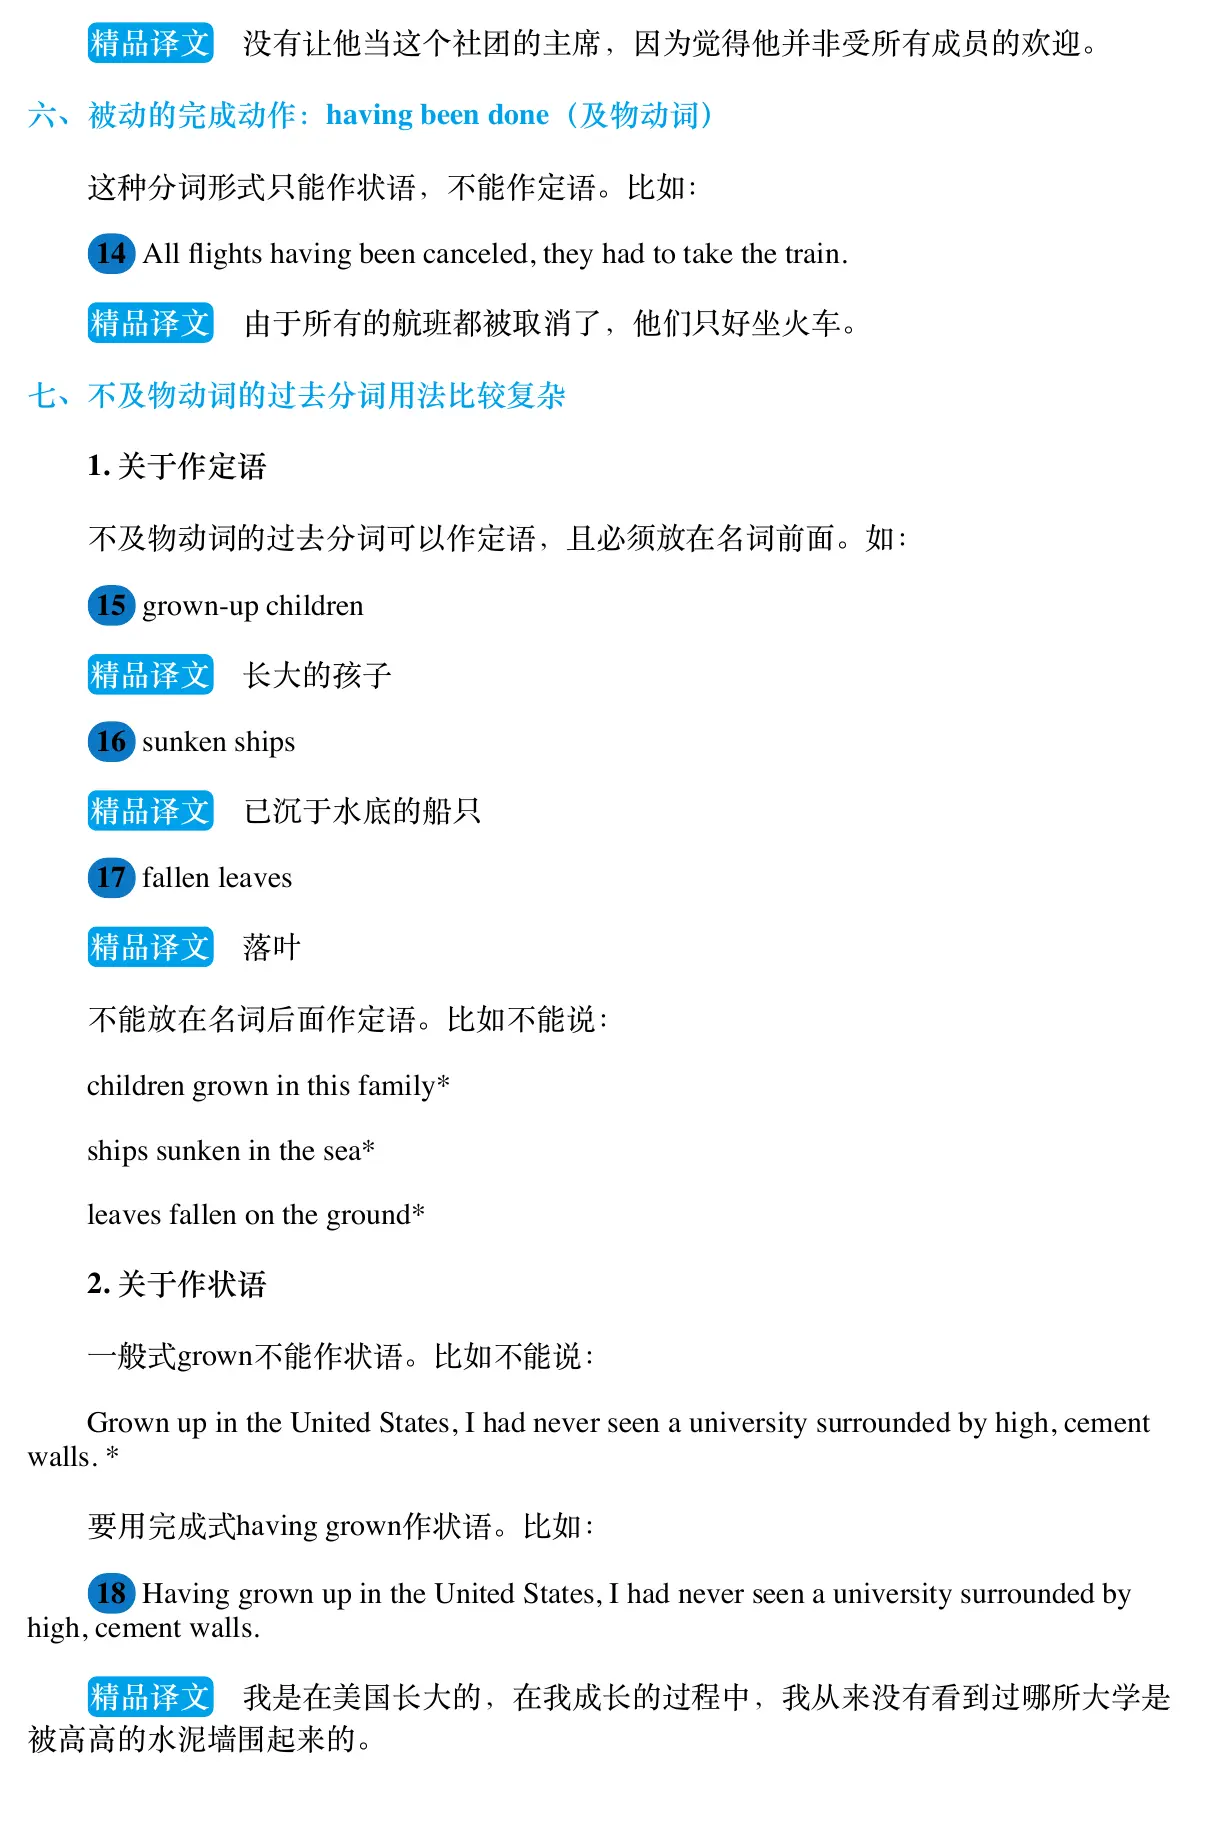 精品译文 没有让他当这个社团的主席，因为觉得他并非受所有成员的欢迎。
六、被动的完成动作：having been done（及物动词）
这种分词形式只能作状语，不能作定语。比如：
14 All flights having been canceled, they had to take the train.
精品译文 由于所有的航班都被取消了，他们只好坐火车。
七、不及物动词的过去分词用法比较复杂
1. 关于作定语
不及物动词的过去分词可以作定语，且必须放在名词前面。如：
15 grown-up children
精品译文 长大的孩子
16 sunken ships
精品译文 已沉于水底的船只
17 fallen leaves
精品译文 落叶
不能放在名词后面作定语。比如不能说：
children grown in this family*
ships sunken in the sea*
leaves fallen on the ground*
2. 关于作状语
一般式grown不能作状语。比如不能说：
Grown up in the United States, I had never seen a university surrounded by high, cement
walls. *
要用完成式having grown作状语。比如：
18 Having grown up in the United States, I had never seen a university surrounded by
high, cement walls.
精品译文 我是在美国长大的，在我成长的过程中，我从来没有看到过哪所大学是
被高高的水泥墙围起来的。